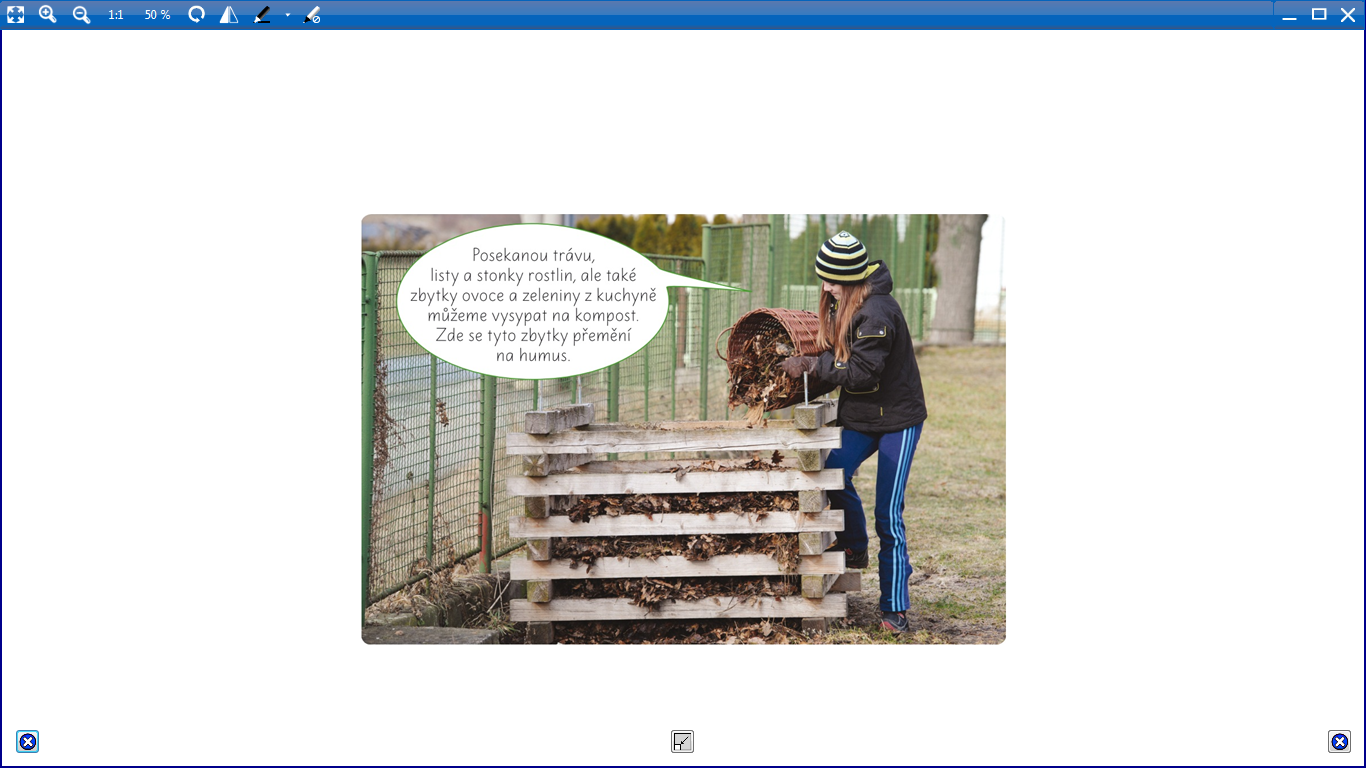 1:1 50 %
Posekanou trávu,
listy a stonky rostlin, ale také
zbytky ovoce a zeleniny z kuchyně
můžeme vysypat na kompost.
Zde se tyto zbytky přemění
na humus.